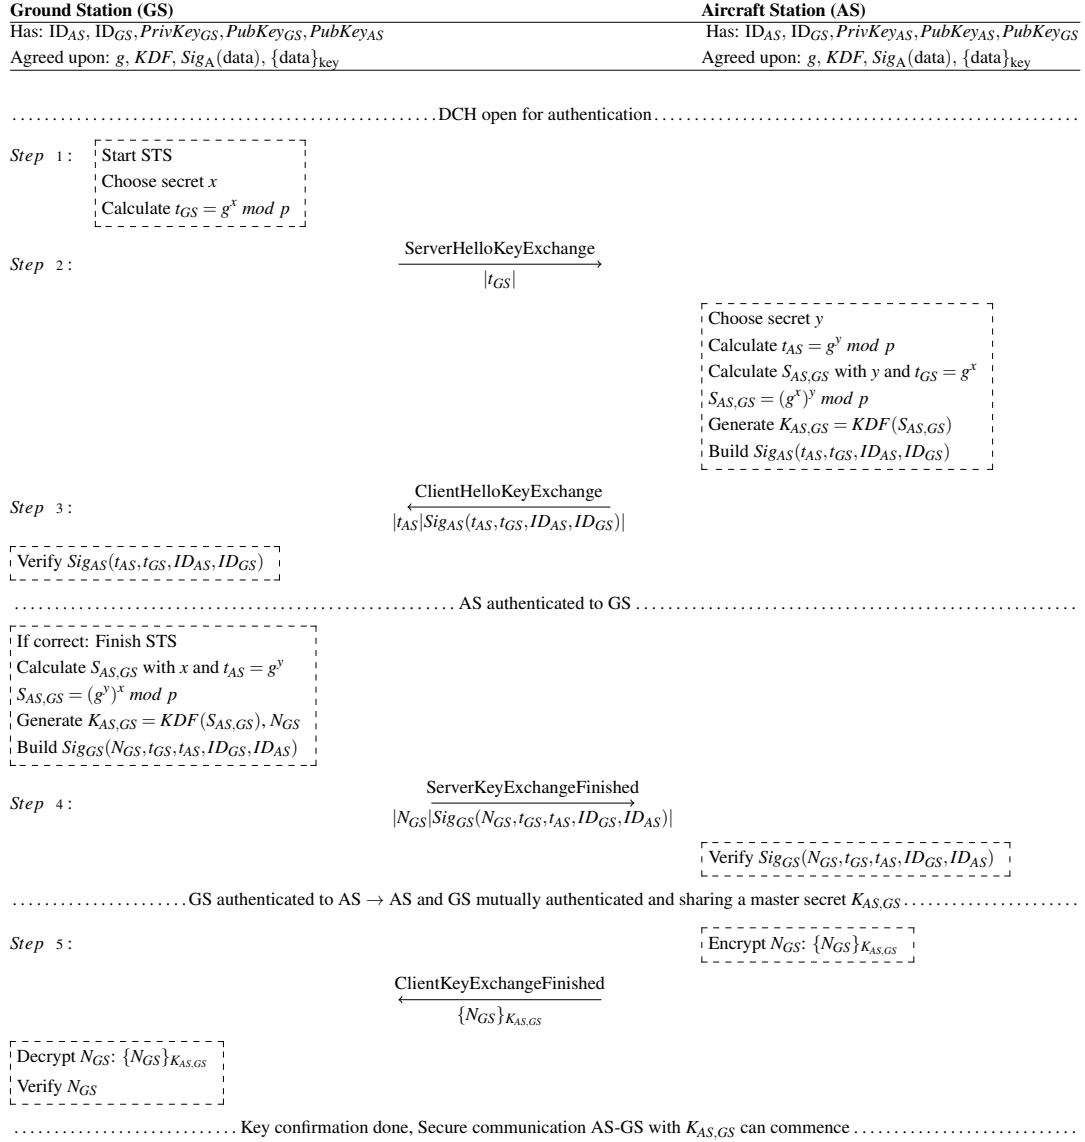 Ground Station (GS) Aircraft Station (AS)
Has: ID_AS, ID_GS, PrivKey_GS, PubKey_GS, PubKey_AS Has: ID_AS, ID_GS, PrivKey_AS, PubKey_AS, PubKey_GS
Agreed upon: g, KDF, Sig_A(data), {data}_key Agreed upon: g, KDF, Sig_A(data), {data}_key
DCH open for authentication
Step 1: Start STS
Choose secret x
Calculate t_GS = g^x mod p
ServerHelloKeyExchange
Step 2:
|t_GS|
Choose secret y
Calculate t_AS = g^y mod p
Calculate S_AS,GS with y and t_GS = g^x
S_AS,GS = (g^x)^y mod p
Generate K_AS,GS = KDF(S_AS,GS)
Build Sig_AS(t_AS, t_GS, ID_AS, ID_GS)
ClientHelloKeyExchange
Step 3:
|t_AS|Sig_AS(t_AS, t_GS, ID_AS, ID_GS)|
Verify Sig_AS(t_AS, t_GS, ID_AS, ID_GS)
AS authenticated to GS
If correct: Finish STS
Calculate S_AS,GS with x and t_AS = g^y
S_AS,GS = (g^y)^x mod p
Generate K_AS,GS = KDF(S_AS,GS), N_GS
Build Sig_GS(N_GS, t_GS, t_AS, ID_GS, ID_AS)
ServerKeyExchangeFinished
Step 4:
|N_GS|Sig_GS(N_GS, t_GS, t_AS, ID_GS, ID_AS)|
Verify Sig_GS(N_GS, t_GS, t_AS, ID_GS, ID_AS)
GS authenticated to AS → AS and GS mutually authenticated and sharing a master secret K_AS,GS
Step 5: Encrypt N_GS: {N_GS}_K_AS,GS
ClientKeyExchangeFinished
{N_GS}_K_AS,GS
Decrypt N_GS: {N_GS}_K_AS,GS
Verify N_GS
Key confirmation done, Secure communication AS-GS with K_AS,GS can commence